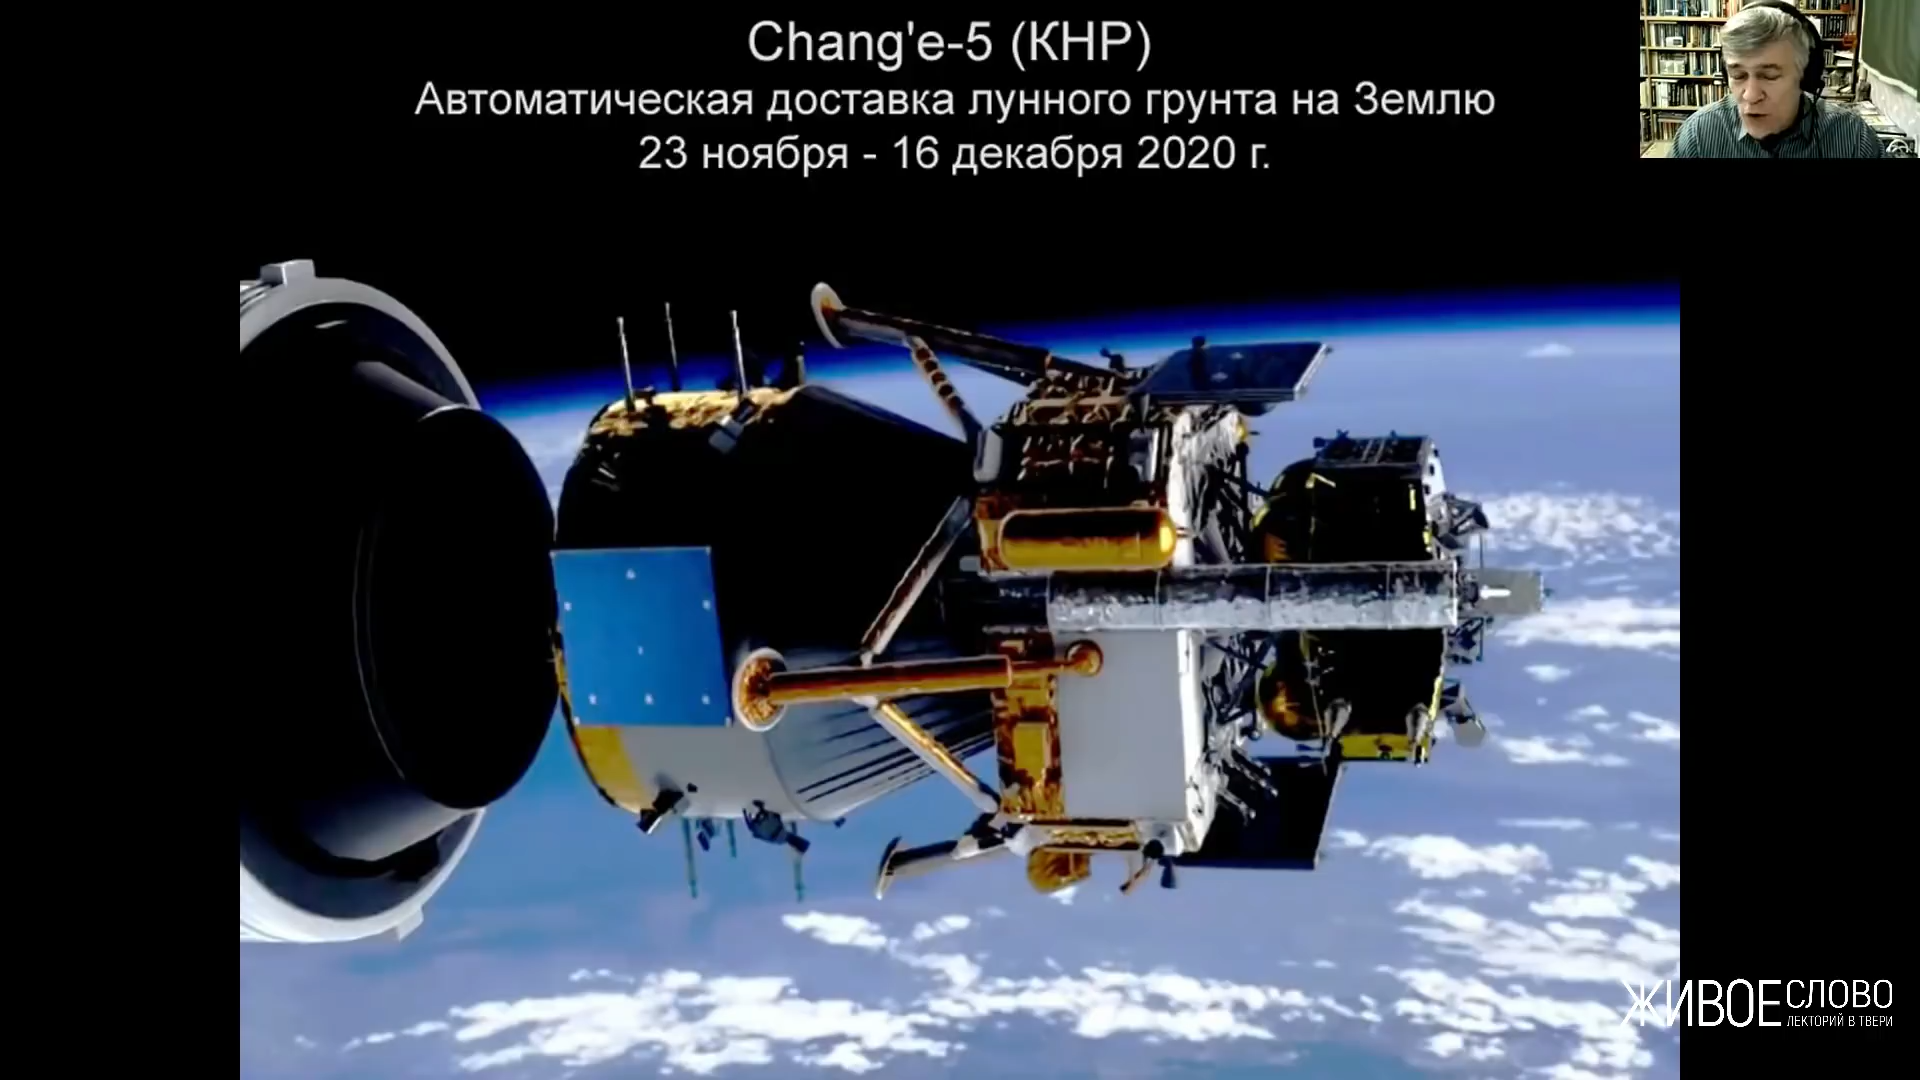 Chang'e-5 (КНР)
Автоматическая доставка лунного грунта на Землю
23 ноября - 16 декабря 2020 г.
ЖИВОЕ СЛОВО
ЛЕКТОРИЙ В ТВЕРИ